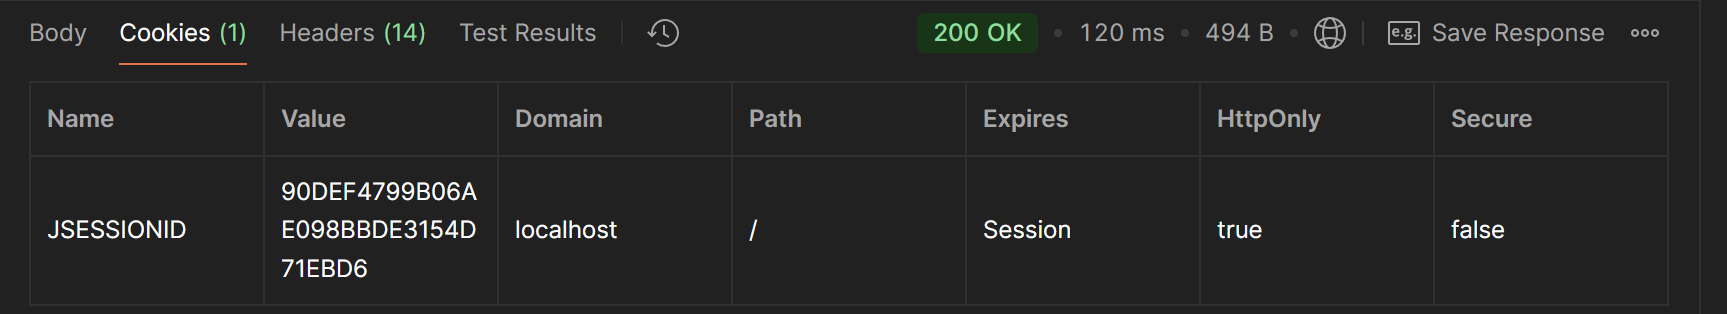 Body Cookies (1) Headers (14) Test Results 200 OK • 120 ms • 494 B • e.g. Save Response
Name Value Domain Path Expires HttpOnly Secure
JSESSIONID 90DEF4799B06A localhost / Session true false
E098BBDE3154D
71EBD6